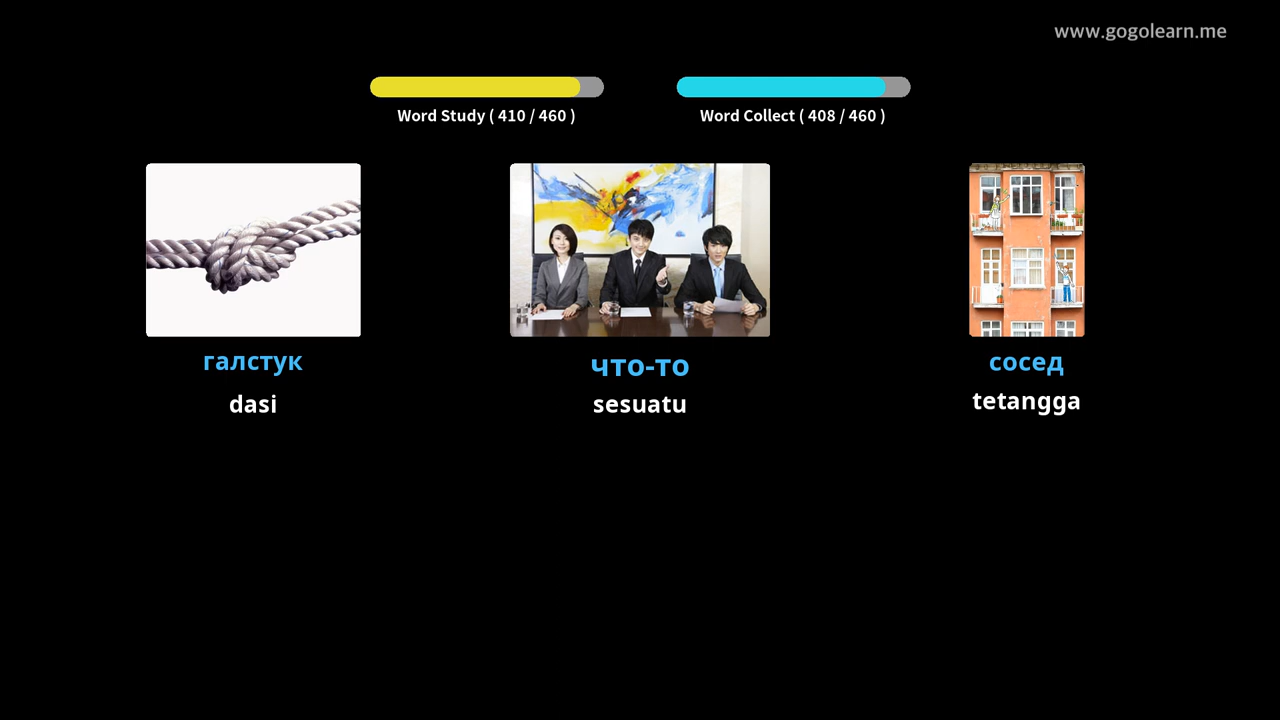 www.gogolearn.me
Word Study ( 410 / 460 )
Word Collect ( 408 / 460 )
галстук
dasi
что-то
sesuatu
сосед
tetangga